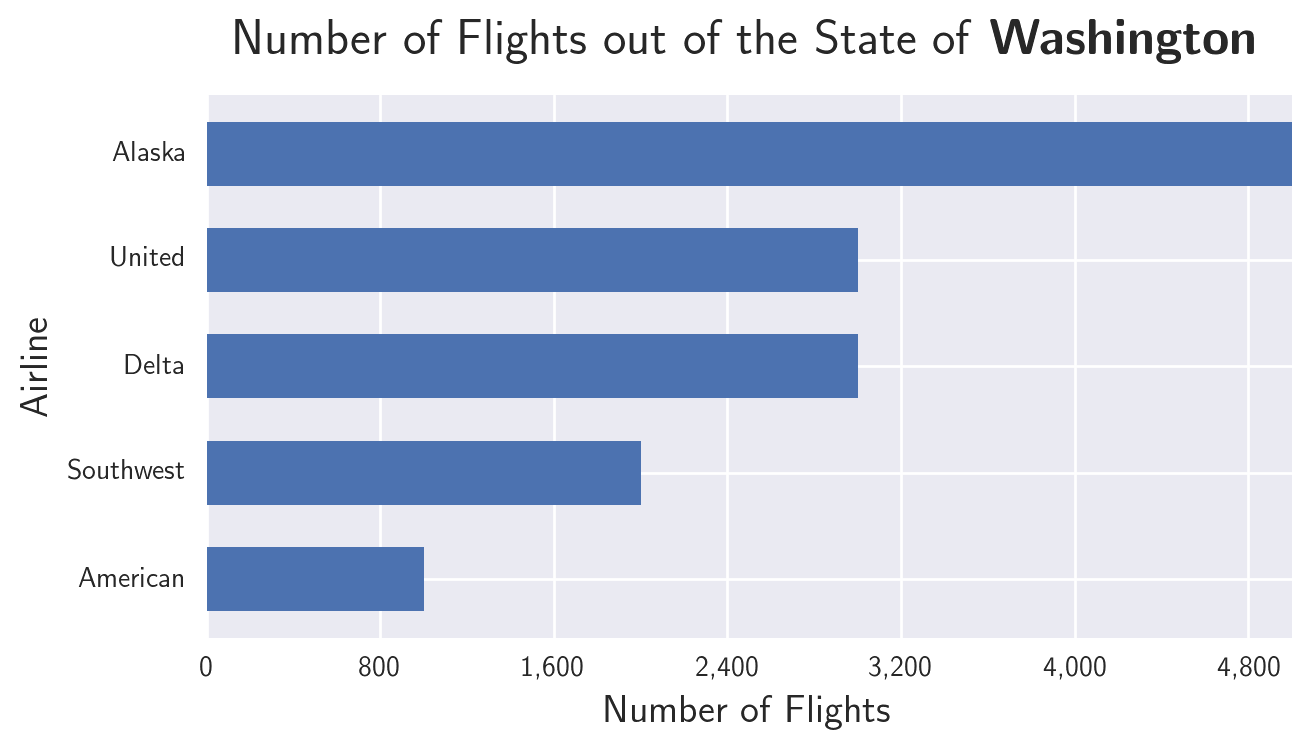 Number of Flights out of the State of Washington
Alaska
United
Delta
Southwest
American
Airline
0 800 1,600 2,400 3,200 4,000 4,800
Number of Flights